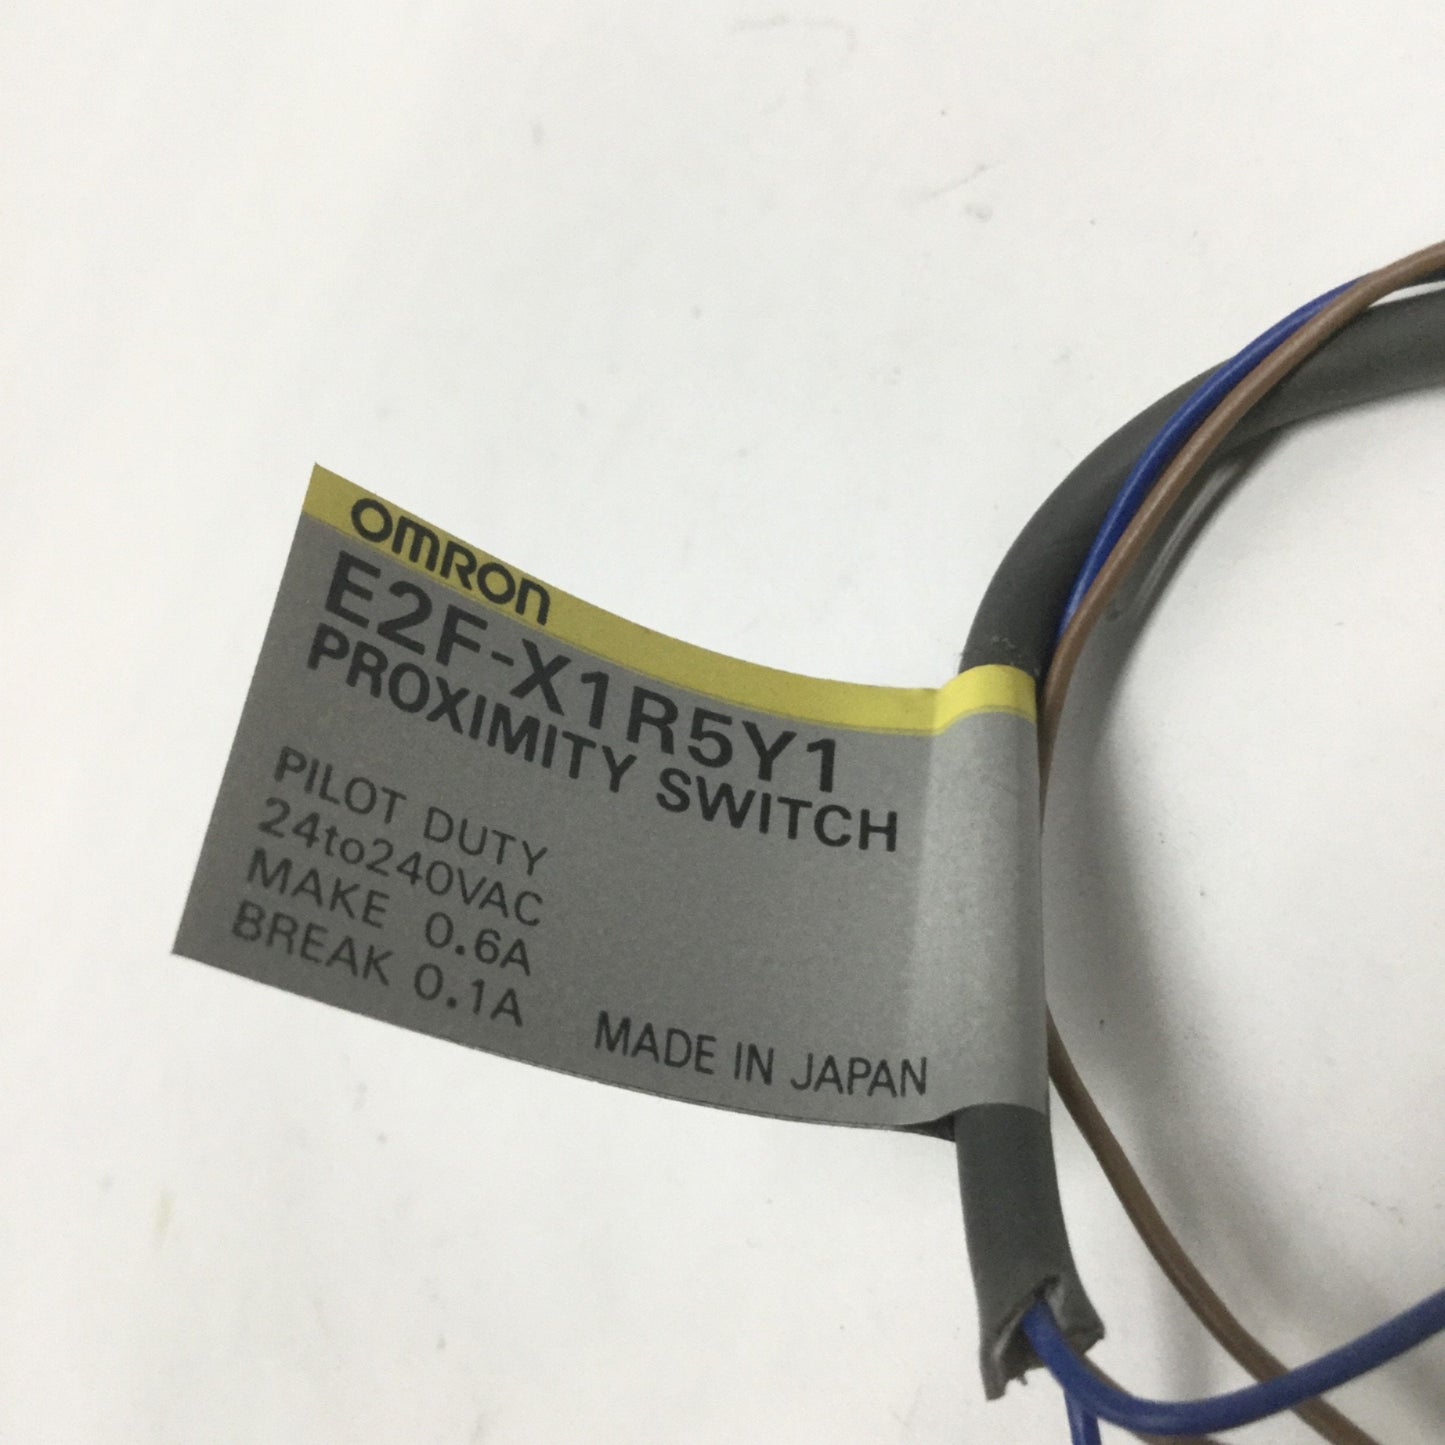 OMRON
E2F-X1R5Y1
PROXIMITY SWITCH
PILOT DUTY
24to240VAC
MAKE 0.6A
BREAK 0.1A
MADE IN JAPAN